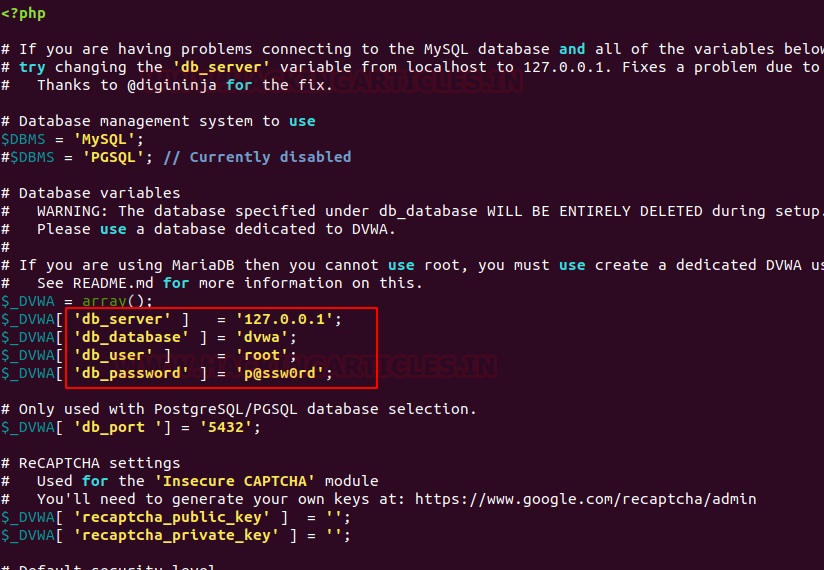 <?php
# If you are having problems connecting to the MySQL database and all of the variables below
# try changing the 'db_server' variable from localhost to 127.0.0.1. Fixes a problem due to
#   Thanks to @digininja for the fix.
# Database management system to use
$DBMS = 'MySQL';
#$DBMS = 'PGSQL'; // Currently disabled
# Database variables
#   WARNING: The database specified under db_database WILL BE ENTIRELY DELETED during setup.
#   Please use a database dedicated to DVWA.
#
# If you are using MariaDB then you cannot use root, you must use create a dedicated DVWA us
#   See README.md for more information on this.
$_DVWA = array();
$_DVWA[ 'db_server' ]   = '127.0.0.1';
$_DVWA[ 'db_database' ] = 'dvwa';
$_DVWA[ 'db_user' ]     = 'root';
$_DVWA[ 'db_password' ] = 'p@ssw0rd';
# Only used with PostgreSQL/PGSQL database selection.
$_DVWA[ 'db_port '] = '5432';
# ReCAPTCHA settings
#   Used for the 'Insecure CAPTCHA' module
#   You'll need to generate your own keys at: https://www.google.com/recaptcha/admin
$_DVWA[ 'recaptcha_public_key' ]  = '';
$_DVWA[ 'recaptcha_private_key' ] = '';
# Default security level